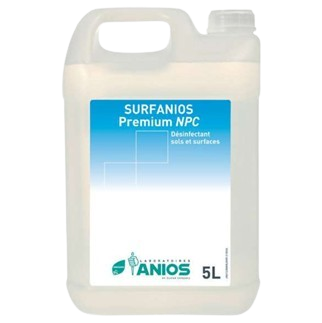 SURFANIOS
Premium NPC
Désinfectant
sols et surfaces
LABORATOIRES
ANIOS
5L